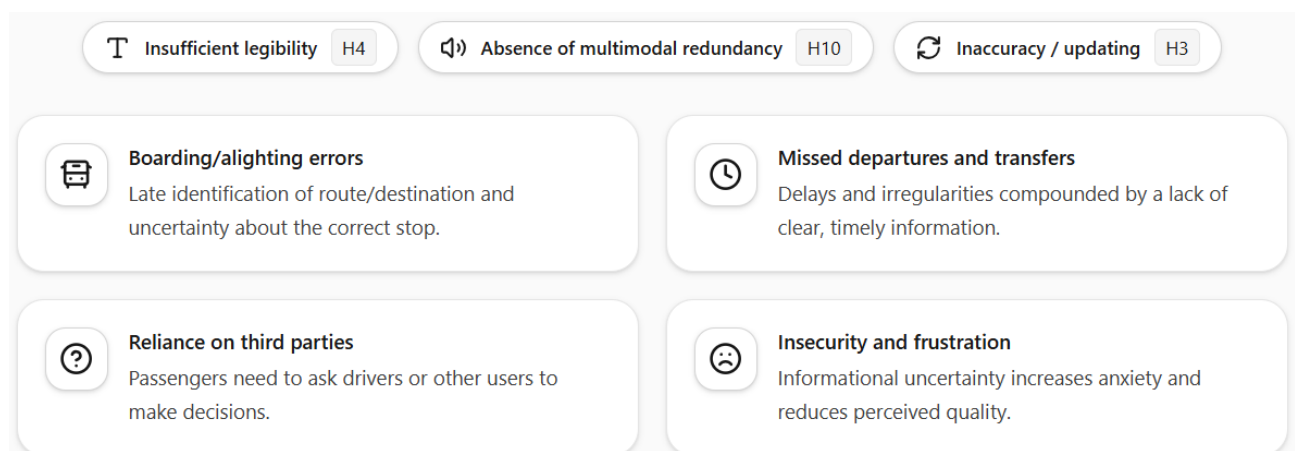 Insufficient legibility H4
Absence of multimodal redundancy H10
Inaccuracy / updating H3
Boarding/alighting errors
Late identification of route/destination and
uncertainty about the correct stop.
Missed departures and transfers
Delays and irregularities compounded by a lack of
clear, timely information.
Reliance on third parties
Passengers need to ask drivers or other users to
make decisions.
Insecurity and frustration
Informational uncertainty increases anxiety and
reduces perceived quality.